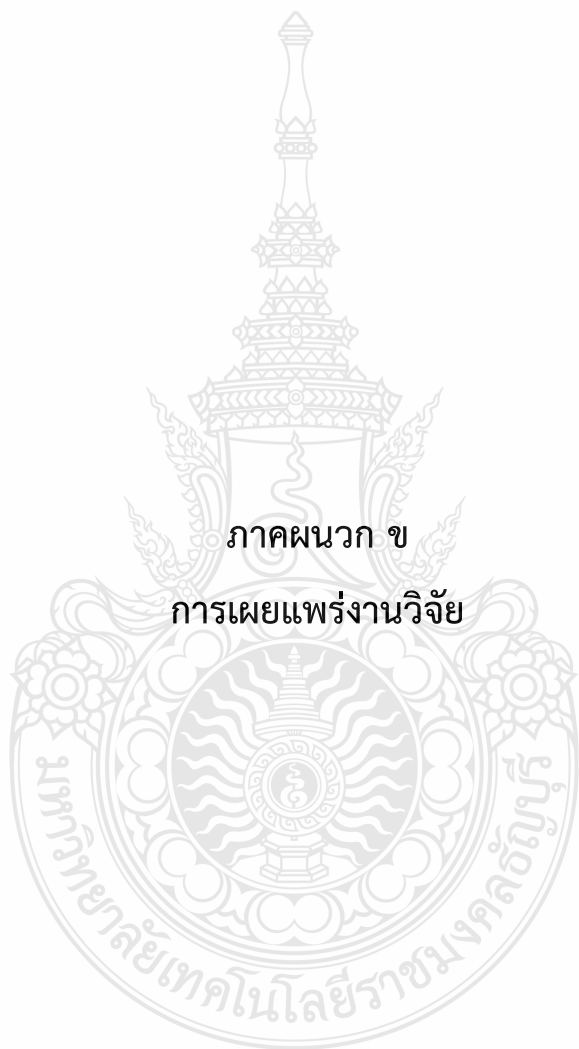 ภาคผนวก ข
การเผยแพร่งานวิจัย
มหาวิทยาลัยเทคโนโลยีราชมงคลธัญบุรี